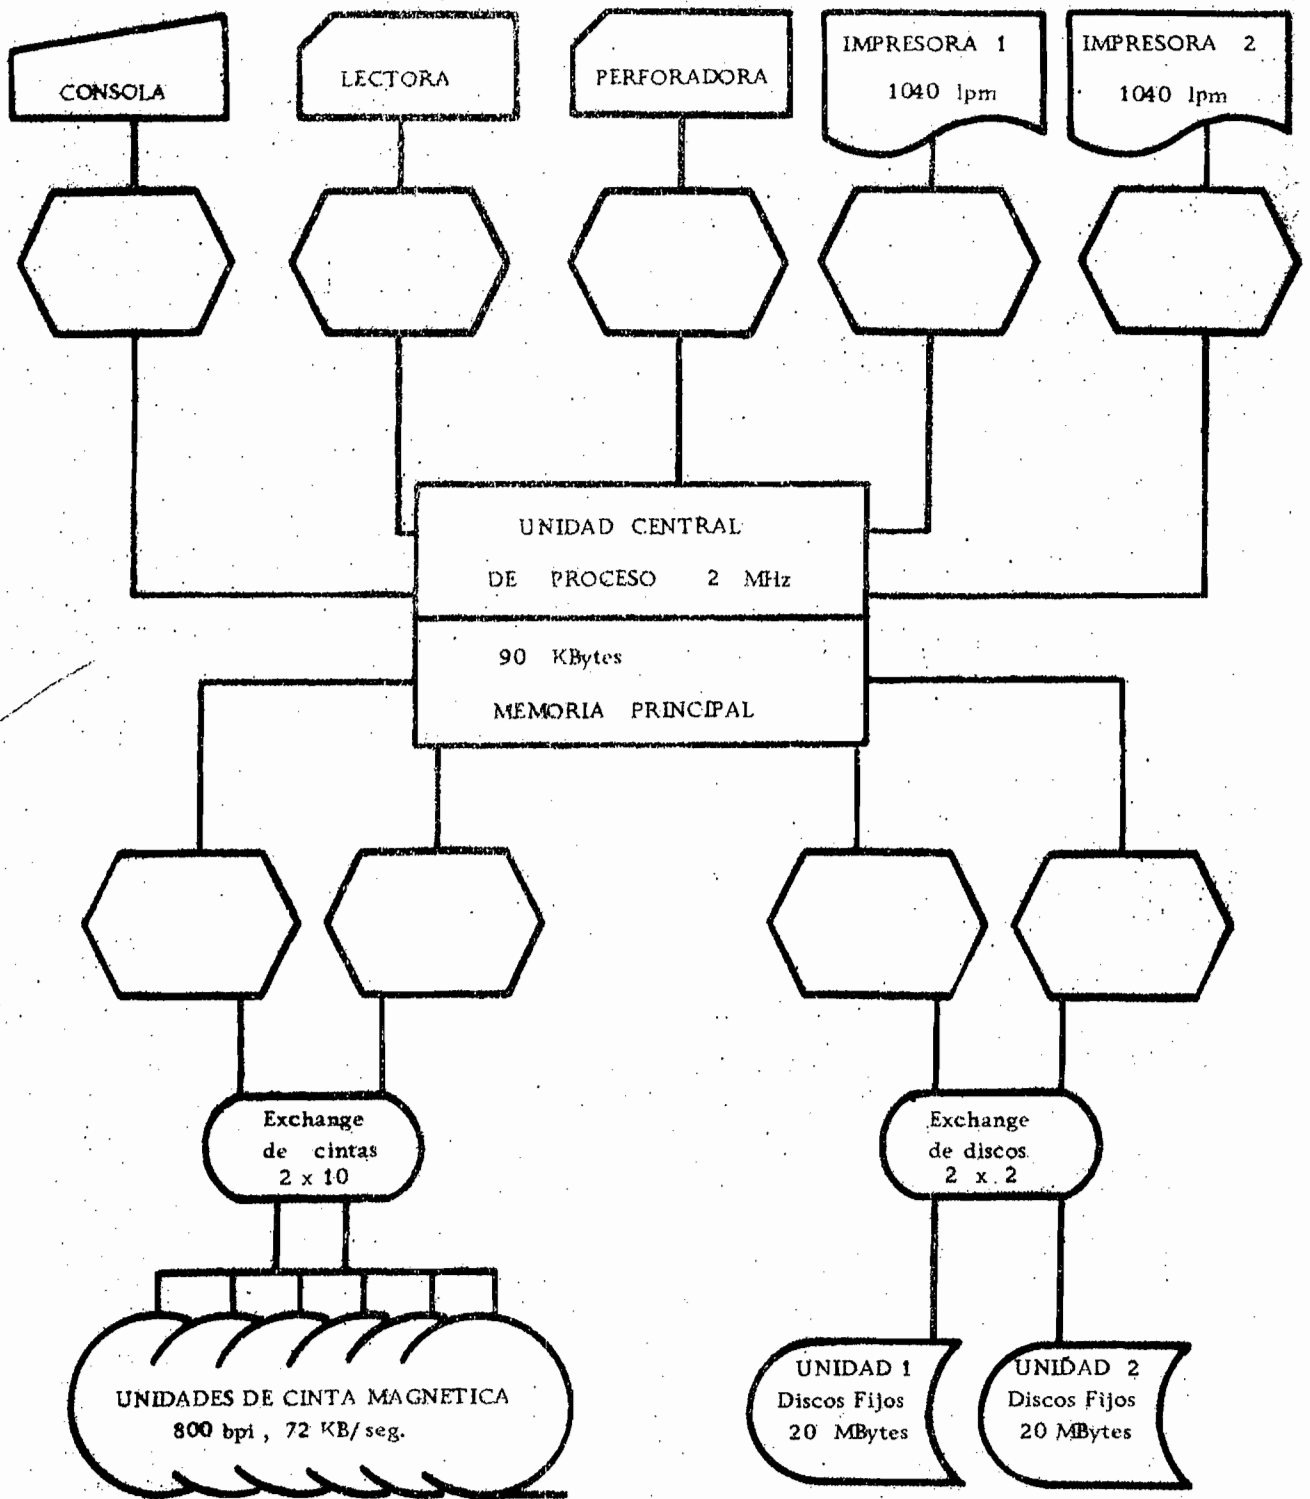 CONSOLA
LECTORA
PERFORADORA
IMPRESORA 1
1040 lpm
IMPRESORA 2
1040 lpm
UNIDAD CENTRAL
DE PROCESO 2 MHz
90 KBytes
MEMORIA PRINCIPAL
Exchange
de cintas
2 x 10
Exchange
de discos
2 x 2
UNIDADES DE CINTA MAGNETICA
800 bpi , 72 KB/seg.
UNIDAD 1
Discos Fijos
20 MBytes
UNIDAD 2
Discos Fijos
20 MBytes